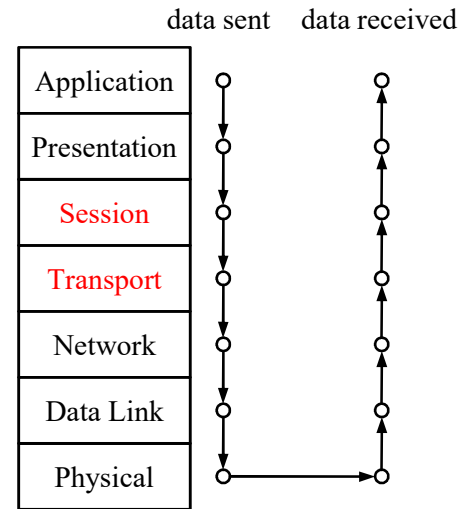 data sent data received
Application
Presentation
Session
Transport
Network
Data Link
Physical